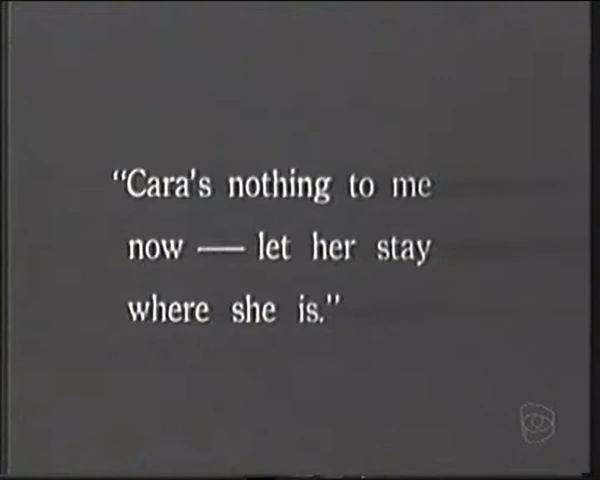 “Cara's nothing to me
now — let her stay
where she is.”